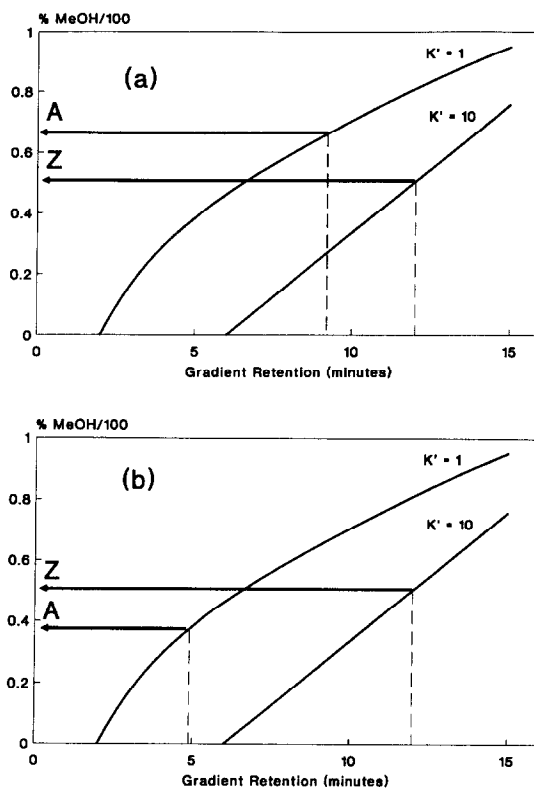 % MeOH/100
1
(a)
K' = 1
0.8
K' = 10
A
0.6
Z
0.4
0.2
0
0 5 10 15
Gradient Retention (minutes)
% MeOH/100
1
(b)
K' = 1
0.8
K' = 10
0.6
Z
A
0.4
0.2
0
0 5 10 15
Gradient Retention (minutes)